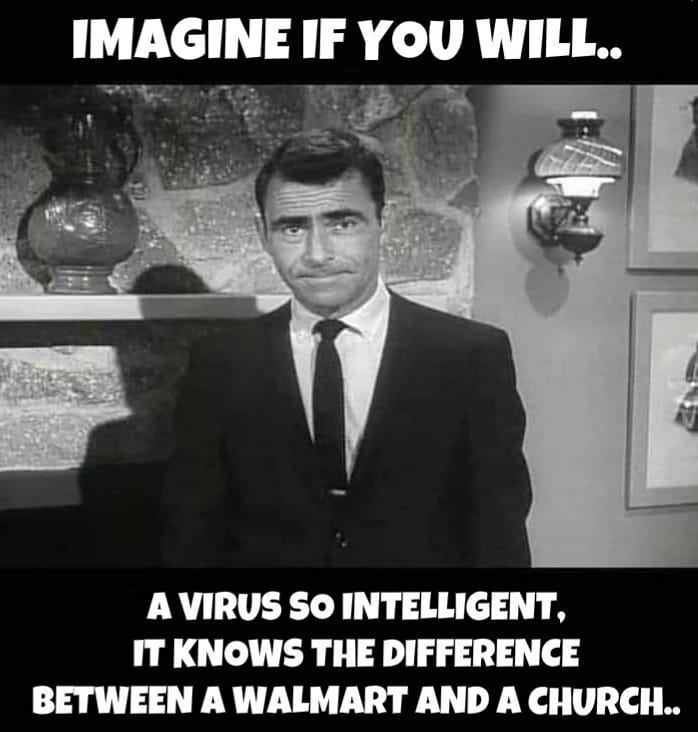 IMAGINE IF YOU WILL..
A VIRUS SO INTELLIGENT,
IT KNOWS THE DIFFERENCE
BETWEEN A WALMART AND A CHURCH..